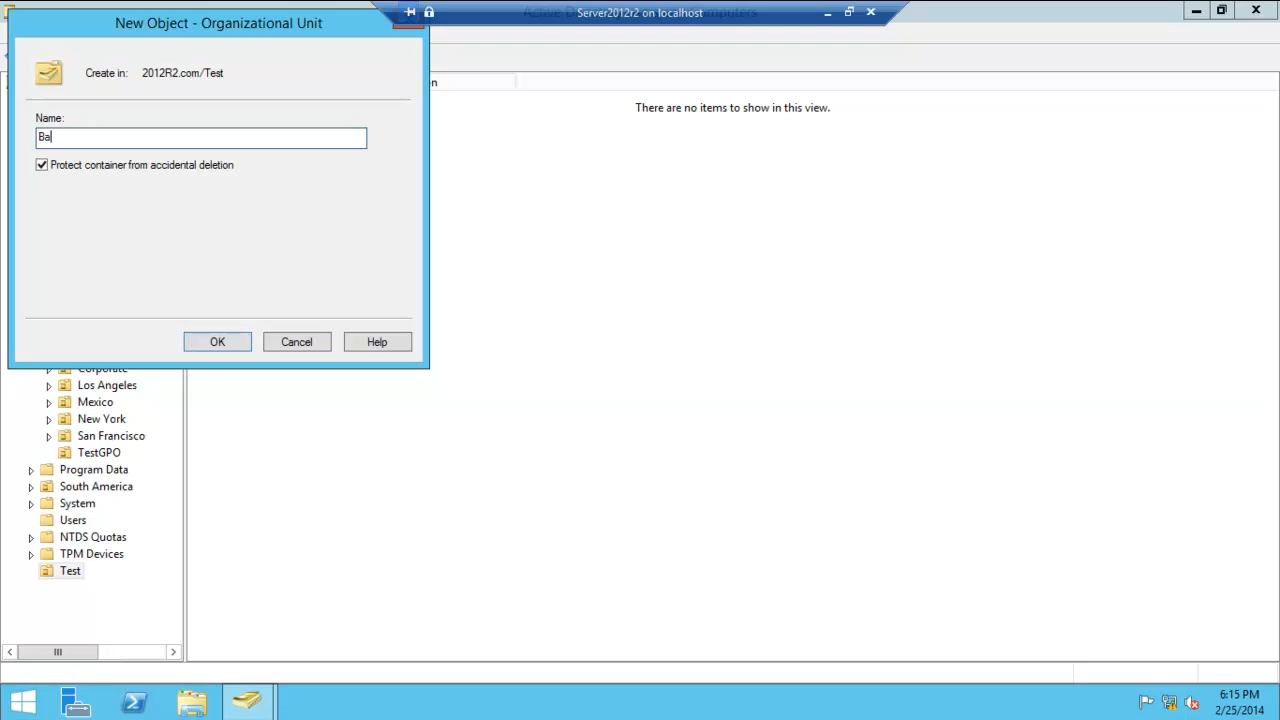 New Object - Organizational Unit
Server2012r2 on localhost
Create in: 2012R2.com/Test
Name:
Ba
Protect container from accidental deletion
OK
Cancel
Help
There are no items to show in this view.
Corporate
Los Angeles
Mexico
New York
San Francisco
TestGPO
Program Data
South America
System
Users
NTDS Quotas
TPM Devices
Test
6:15 PM
2/25/2014